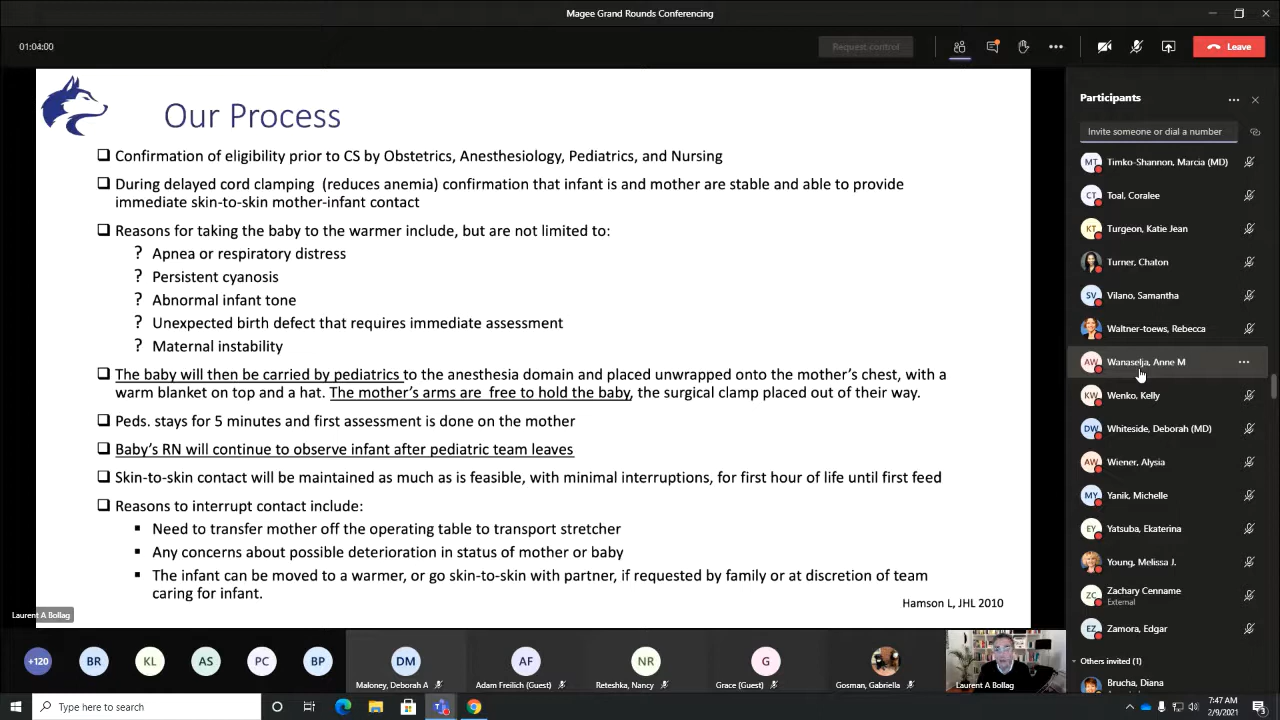 Magee Grand Rounds Conferencing
01:04:00
Request control
Leave
Our Process
Confirmation of eligibility prior to CS by Obstetrics, Anesthesiology, Pediatrics, and Nursing
During delayed cord clamping (reduces anemia) confirmation that infant is and mother are stable and able to provide
immediate skin-to-skin mother-infant contact
Reasons for taking the baby to the warmer include, but are not limited to:
? Apnea or respiratory distress
? Persistent cyanosis
? Abnormal infant tone
? Unexpected birth defect that requires immediate assessment
? Maternal instability
The baby will then be carried by pediatrics to the anesthesia domain and placed unwrapped onto the mother's chest, with a
warm blanket on top and a hat. The mother's arms are free to hold the baby, the surgical clamp placed out of their way.
Peds. stays for 5 minutes and first assessment is done on the mother
Baby's RN will continue to observe infant after pediatric team leaves
Skin-to-skin contact will be maintained as much as is feasible, with minimal interruptions, for first hour of life until first feed
Reasons to interrupt contact include:
Need to transfer mother off the operating table to transport stretcher
Any concerns about possible deterioration in status of mother or baby
The infant can be moved to a warmer, or go skin-to-skin with partner, if requested by family or at discretion of team
caring for infant.
Hamson L, JHL 2010
Laurent A Bollag
Participants
Invite someone or dial a number
MT Timko-Shannon, Marcia (MD)
CT Toal, Coralee
KT Turgeon, Katie Jean
Turner, Chaton
SV Vilano, Samantha
Waltner-toews, Rebecca
AW Wanaselja, Anne M
KW Wenko, Kelly
DW Whiteside, Deborah (MD)
AW Wiener, Alysia
MY Yanik, Michelle
EY Yatsuba, Ekaterina
Young, Melissa J.
ZC Zachary Cenname
External
EZ Zamora, Edgar
Others invited (1)
Brucha, Diana
+120 BR KL AS PC BP DM AF NR G
Maloney, Deborah A Adam Freilich (Guest) Reteshka, Nancy Grace (Guest) Gosman, Gabriella Laurent A Bollag
Type here to search
7:47 AM
2/9/2021